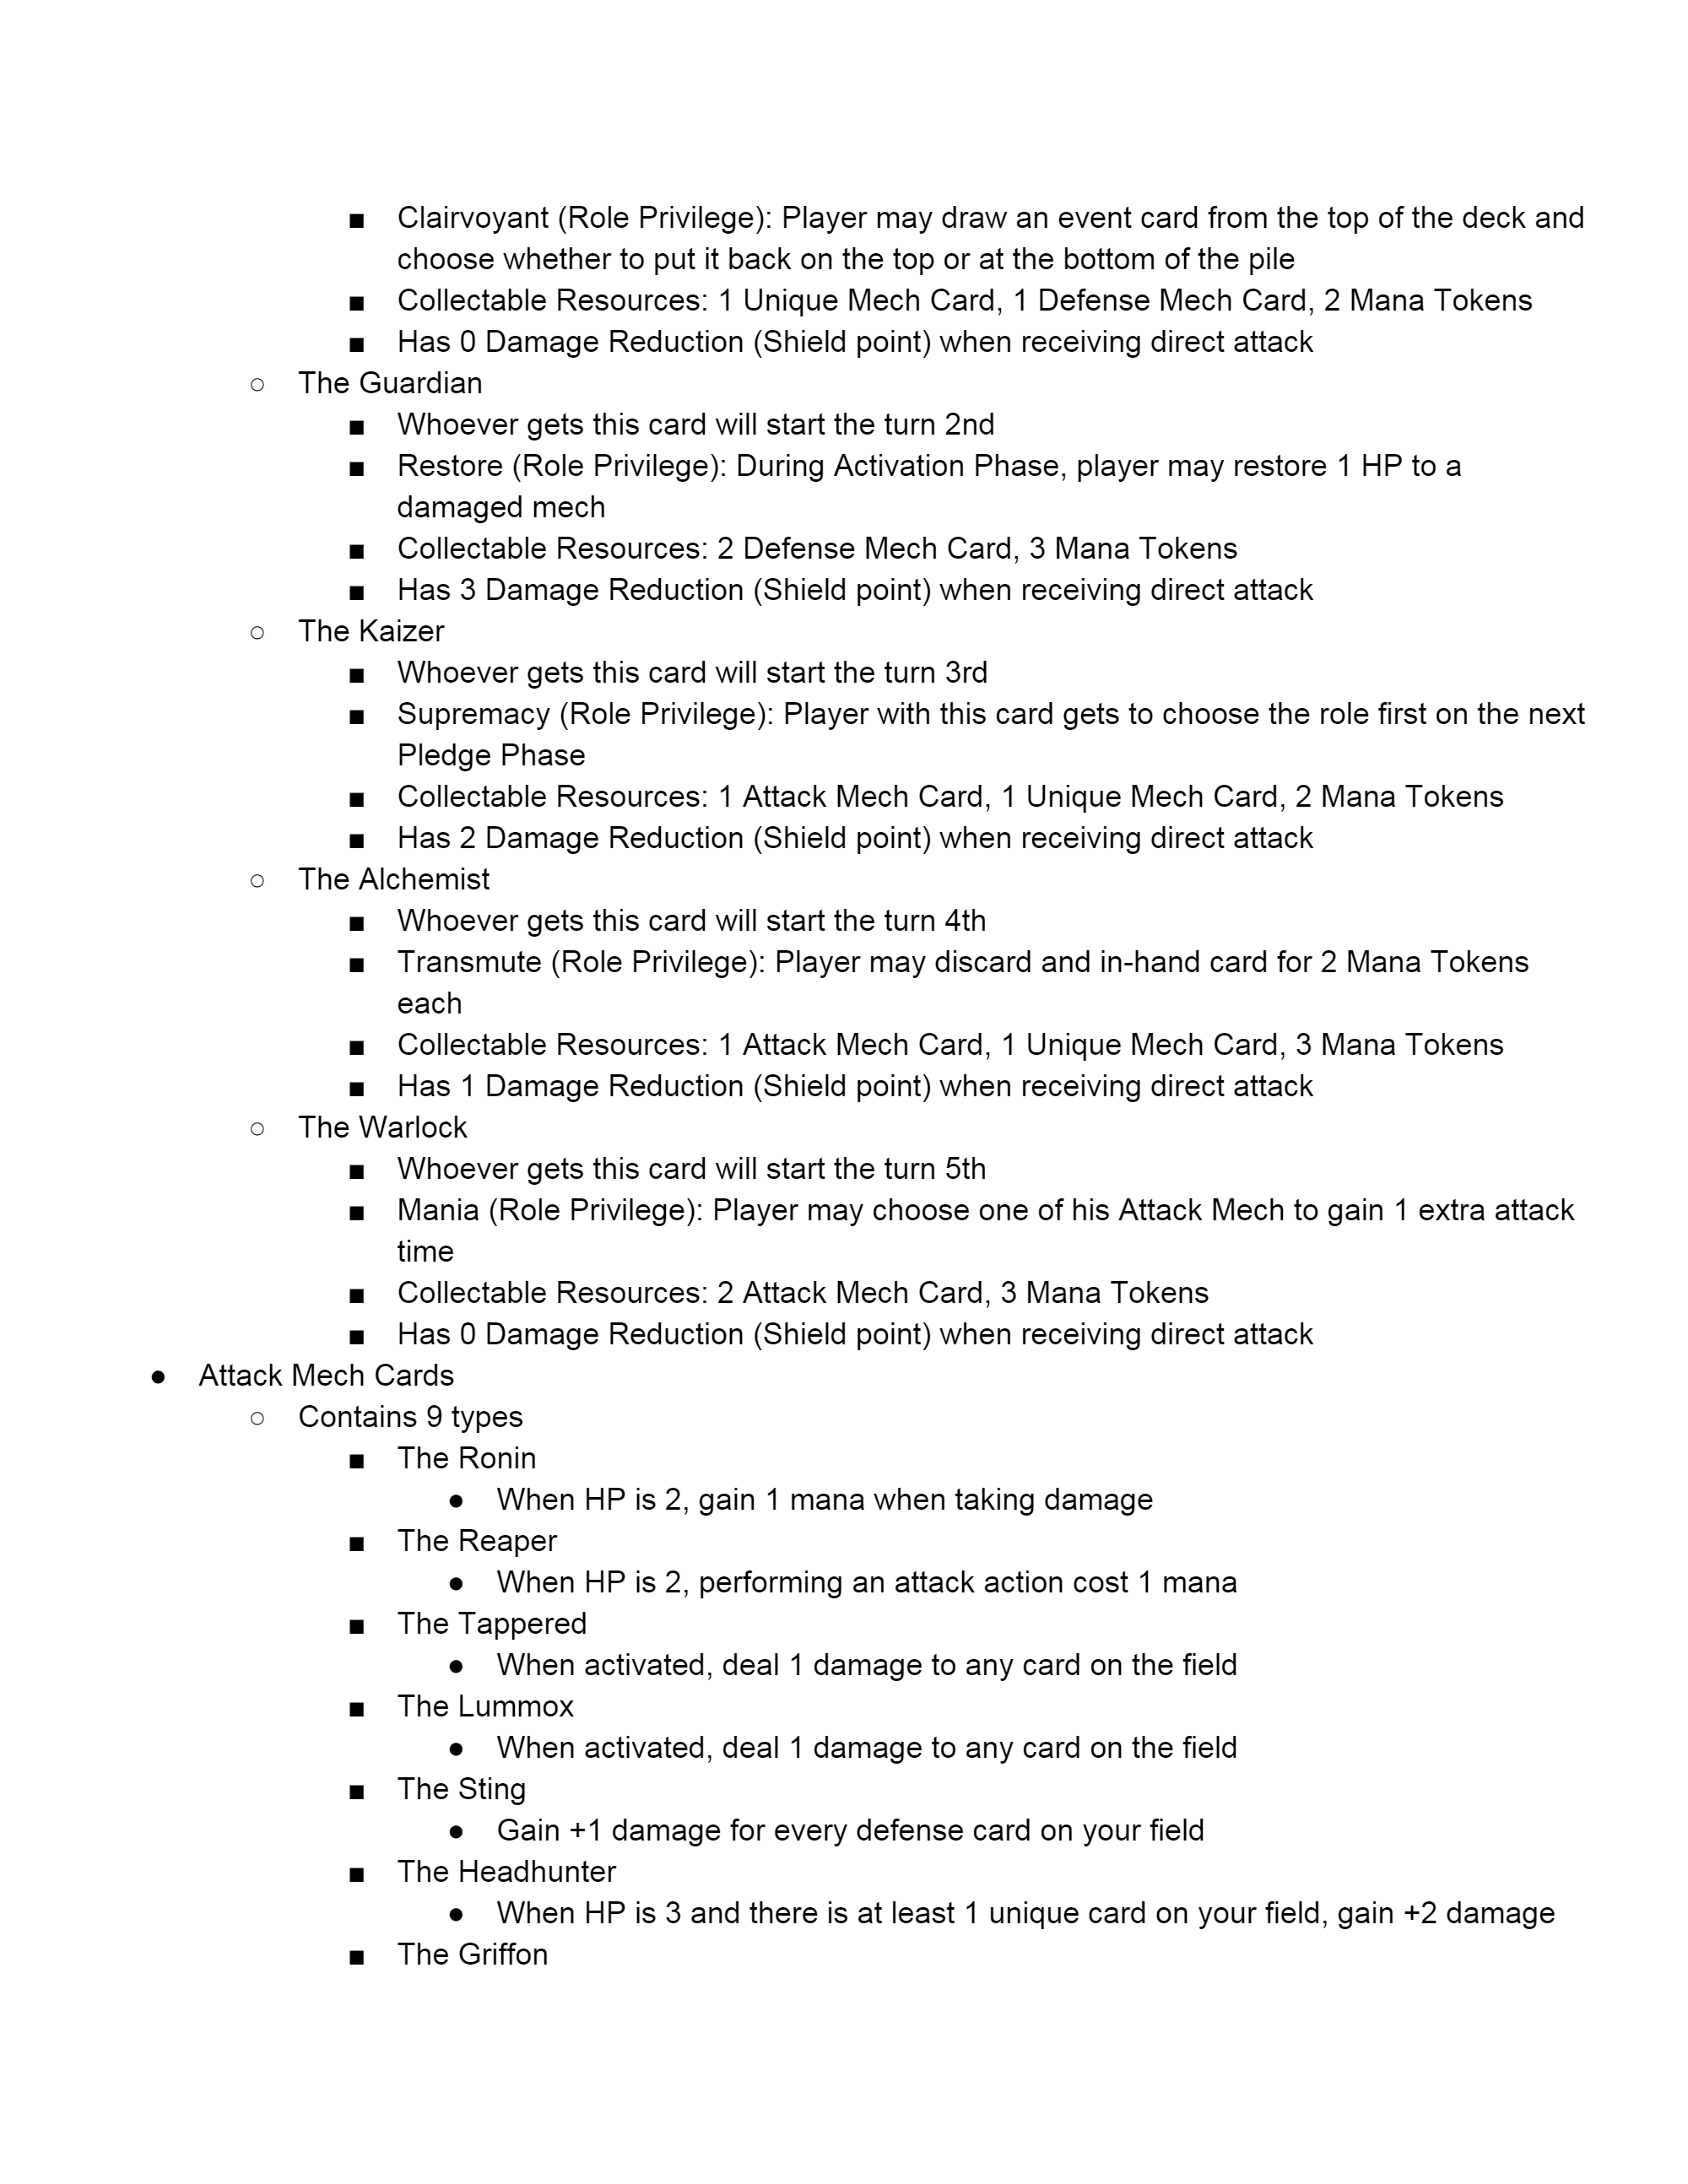 ■ Clairvoyant (Role Privilege): Player may draw an event card from the top of the deck and
choose whether to put it back on the top or at the bottom of the pile
■ Collectable Resources: 1 Unique Mech Card, 1 Defense Mech Card, 2 Mana Tokens
■ Has 0 Damage Reduction (Shield point) when receiving direct attack
○ The Guardian
■ Whoever gets this card will start the turn 2nd
■ Restore (Role Privilege): During Activation Phase, player may restore 1 HP to a
damaged mech
■ Collectable Resources: 2 Defense Mech Card, 3 Mana Tokens
■ Has 3 Damage Reduction (Shield point) when receiving direct attack
○ The Kaizer
■ Whoever gets this card will start the turn 3rd
■ Supremacy (Role Privilege): Player with this card gets to choose the role first on the next
Pledge Phase
■ Collectable Resources: 1 Attack Mech Card, 1 Unique Mech Card, 2 Mana Tokens
■ Has 2 Damage Reduction (Shield point) when receiving direct attack
○ The Alchemist
■ Whoever gets this card will start the turn 4th
■ Transmute (Role Privilege): Player may discard and in-hand card for 2 Mana Tokens
each
■ Collectable Resources: 1 Attack Mech Card, 1 Unique Mech Card, 3 Mana Tokens
■ Has 1 Damage Reduction (Shield point) when receiving direct attack
○ The Warlock
■ Whoever gets this card will start the turn 5th
■ Mania (Role Privilege): Player may choose one of his Attack Mech to gain 1 extra attack
time
■ Collectable Resources: 2 Attack Mech Card, 3 Mana Tokens
■ Has 0 Damage Reduction (Shield point) when receiving direct attack
● Attack Mech Cards
○ Contains 9 types
■ The Ronin
● When HP is 2, gain 1 mana when taking damage
■ The Reaper
● When HP is 2, performing an attack action cost 1 mana
■ The Tappered
● When activated, deal 1 damage to any card on the field
■ The Lummox
● When activated, deal 1 damage to any card on the field
■ The Sting
● Gain +1 damage for every defense card on your field
■ The Headhunter
● When HP is 3 and there is at least 1 unique card on your field, gain +2 damage
■ The Griffon